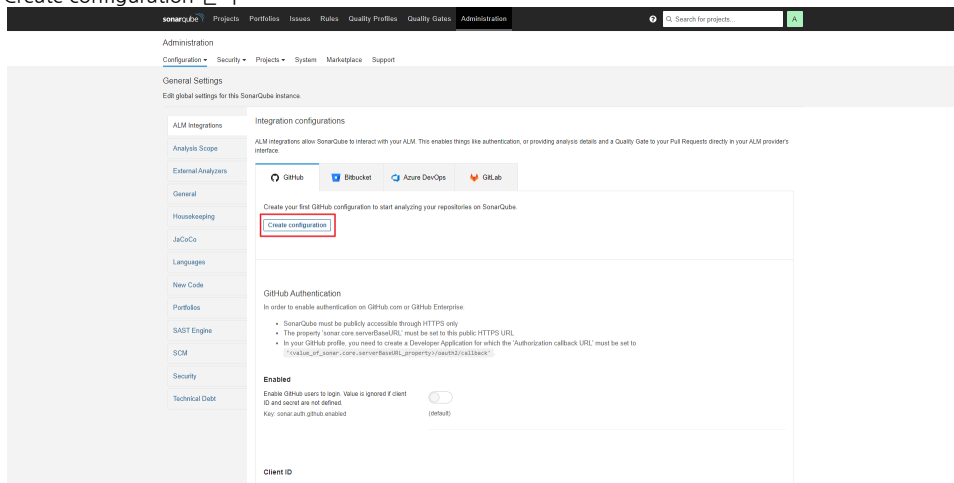 Create configuration
sonarqube Projects Portfolios Issues Rules Quality Profiles Quality Gates Administration ? Search for projects... A
Administration
Configuration Security Projects System Marketplace Support
General Settings
Edit global settings for this SonarQube instance.
ALM Integrations
Analysis Scope
External Analyzers
General
Housekeeping
JaCoCo
Languages
New Code
Portfolios
SAST Engine
SCM
Security
Technical Debt
Integration configurations
ALM integrations allow SonarQube to interact with your ALM. This enables things like authentication, or providing analysis details and a Quality Gate to your Pull Requests directly in your ALM provider's
interface.
GitHub Bitbucket Azure DevOps GitLab
Create your first GitHub configuration to start analyzing your repositories on SonarQube.
Create configuration
GitHub Authentication
In order to enable authentication on GitHub.com or GitHub Enterprise:
• SonarQube must be publicly accessible through HTTPS only
• The property 'sonar.core.serverBaseURL' must be set to this public HTTPS URL
• In your GitHub profile, you need to create a Developer Application for which the 'Authorization callback URL' must be set to
'<value_of_sonar.core.serverBaseURL_property>/oauth2/callback'.
Enabled
Enable GitHub users to login. Value is ignored if client
ID and secret are not defined.
Key: sonar.auth.github.enabled
(default)
Client ID